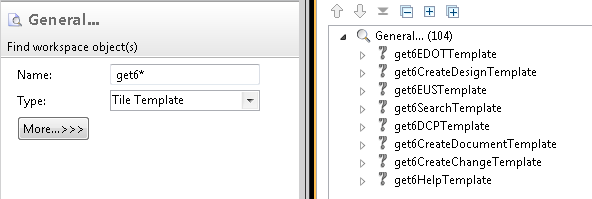 General...
Find workspace object(s)
Name: get6*
Type: Tile Template
More...>>>
General... (104)
get6EDOTTemplate
get6CreateDesignTemplate
get6EUSTemplate
get6SearchTemplate
get6DCPTemplate
get6CreateDocumentTemplate
get6CreateChangeTemplate
get6HelpTemplate